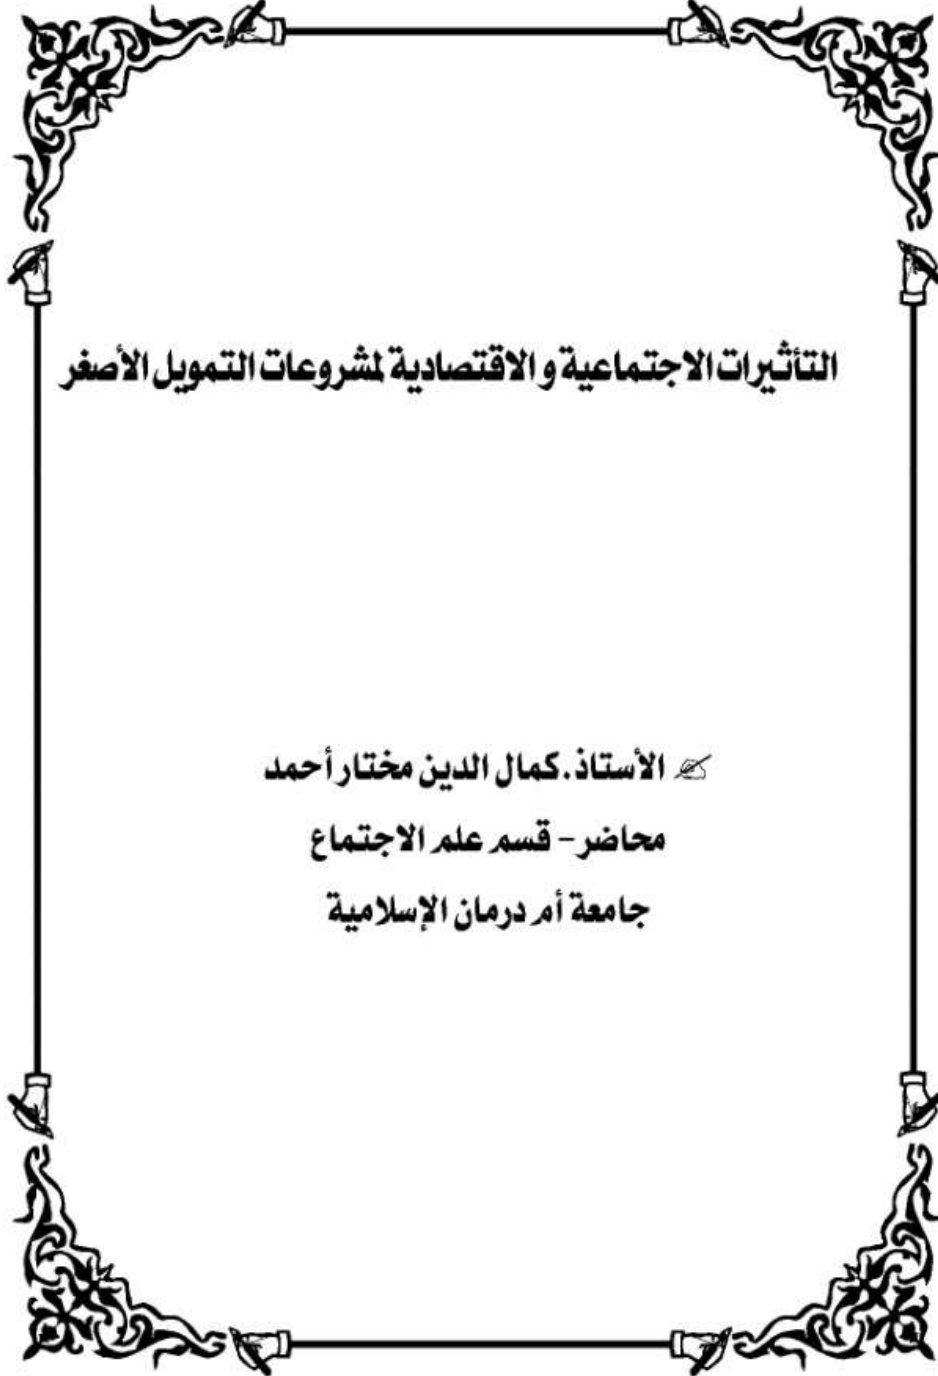 التأثيرات الاجتماعية و الاقتصادية لمشروعات التمويل الأصغر
الأستاذ.كمال الدين مختار أحمد
محاضر – قسم علم الاجتماع
جامعة أم درمان الإسلامية